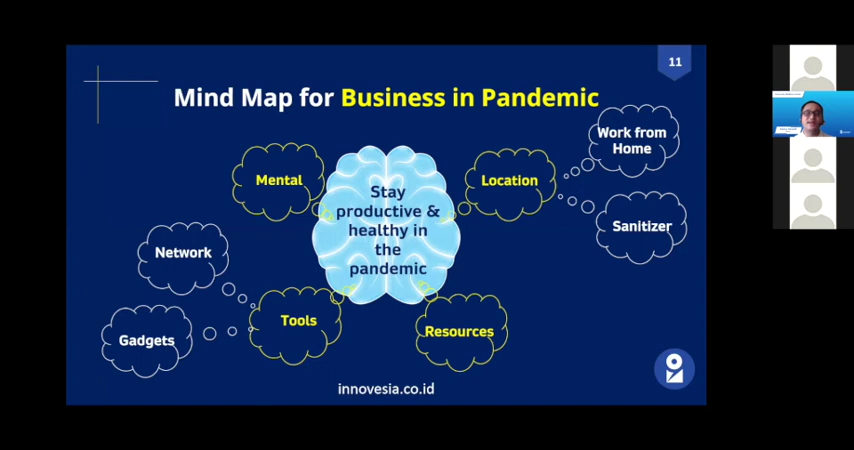 11
Mind Map for Business in Pandemic
Work from
Home
Mental
Location
Stay
productive &
healthy in
the
pandemic
Sanitizer
Network
Tools
Resources
Gadgets
innovesia.co.id